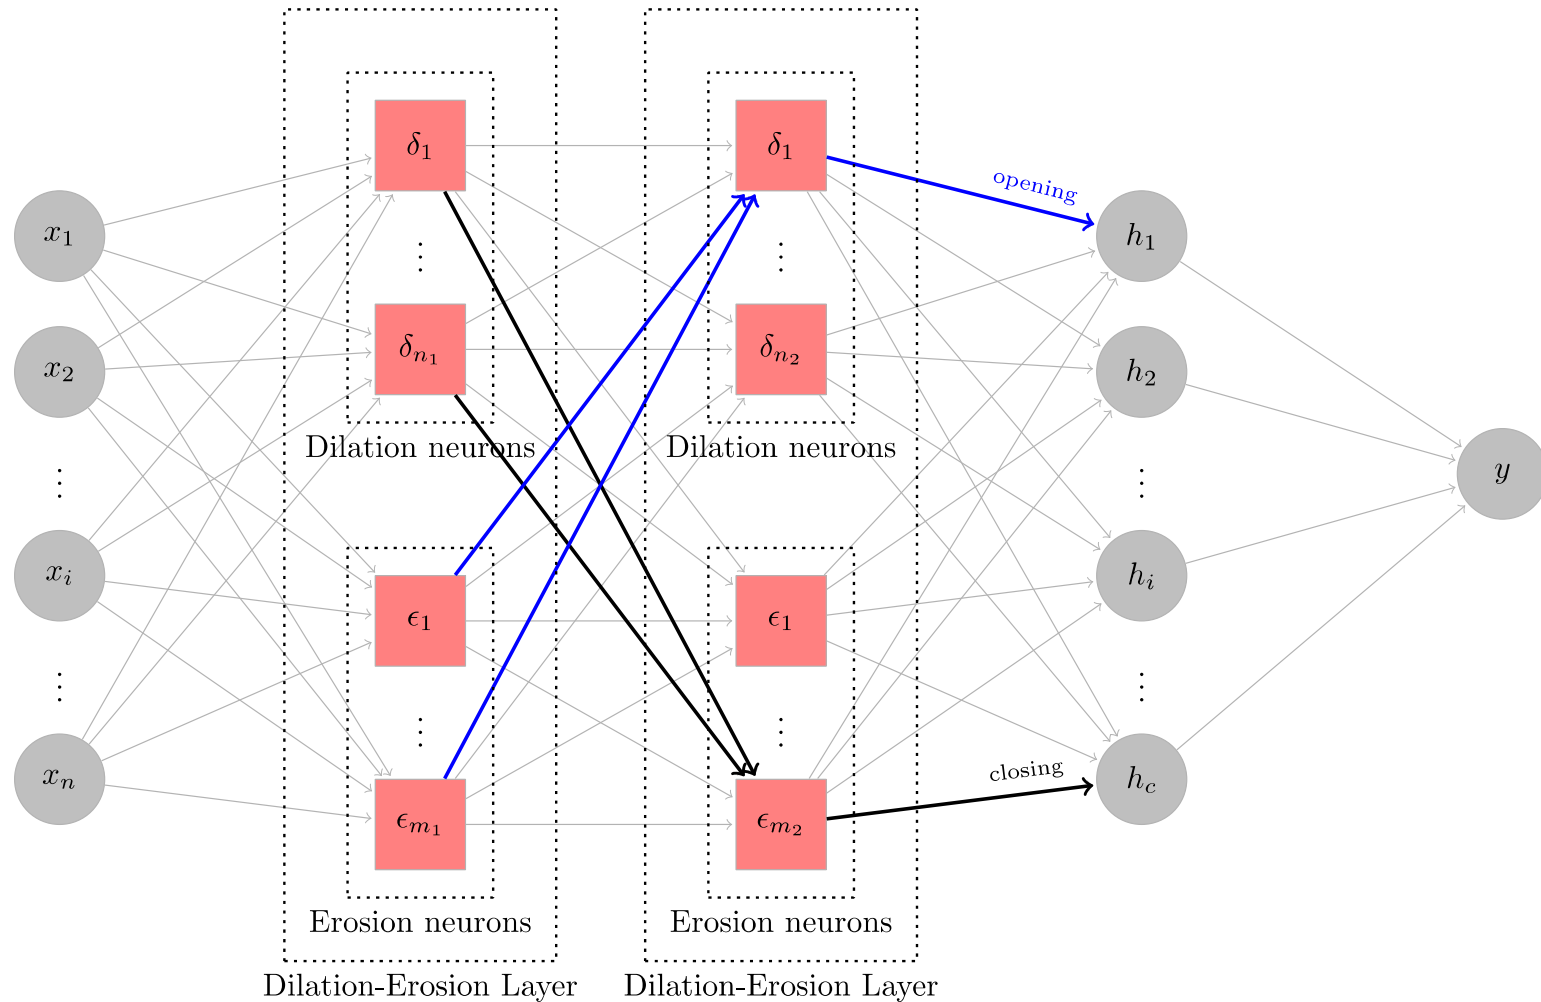 x₁
x₂
⋮
xᵢ
⋮
xₙ
δ₁
⋮
δₙ₁
Dilation neurons
ϵ₁
⋮
ϵₘ₁
Erosion neurons
Dilation-Erosion Layer
δ₁
⋮
δₙ₂
Dilation neurons
ϵ₁
⋮
ϵₘ₂
Erosion neurons
Dilation-Erosion Layer
opening
closing
h₁
h₂
⋮
hᵢ
⋮
h_c
y